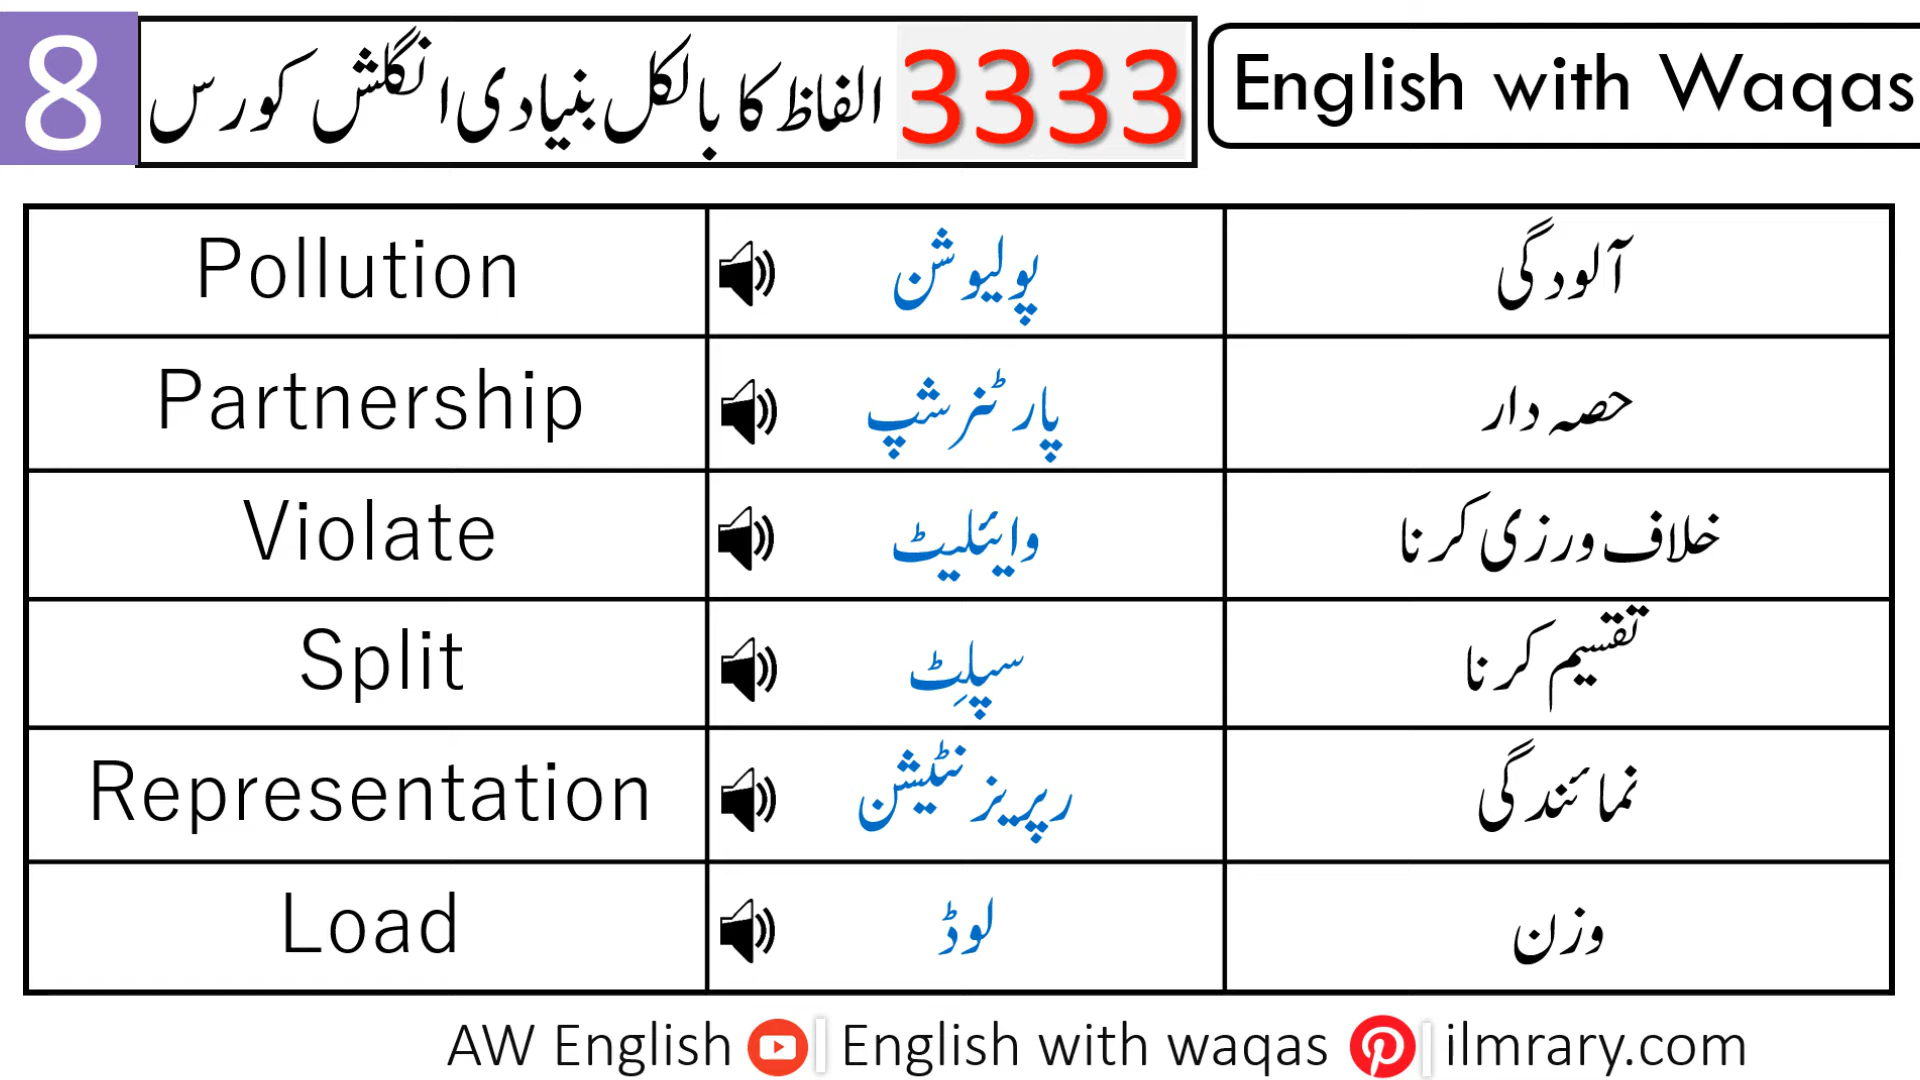 8 3333 الفاظ کا بالکل بنیادی انگلش کورس English with Waqas
Pollution پولیوشن آلودگی
Partnership پارٹنرشپ حصہ دار
Violate وایئلیٹ خلاف ورزی کرنا
Split سپلِٹ تقسیم کرنا
Representation رپریزنٹیشن نمائندگی
Load لوڈ وزن
AW English | English with waqas | ilmrary.com